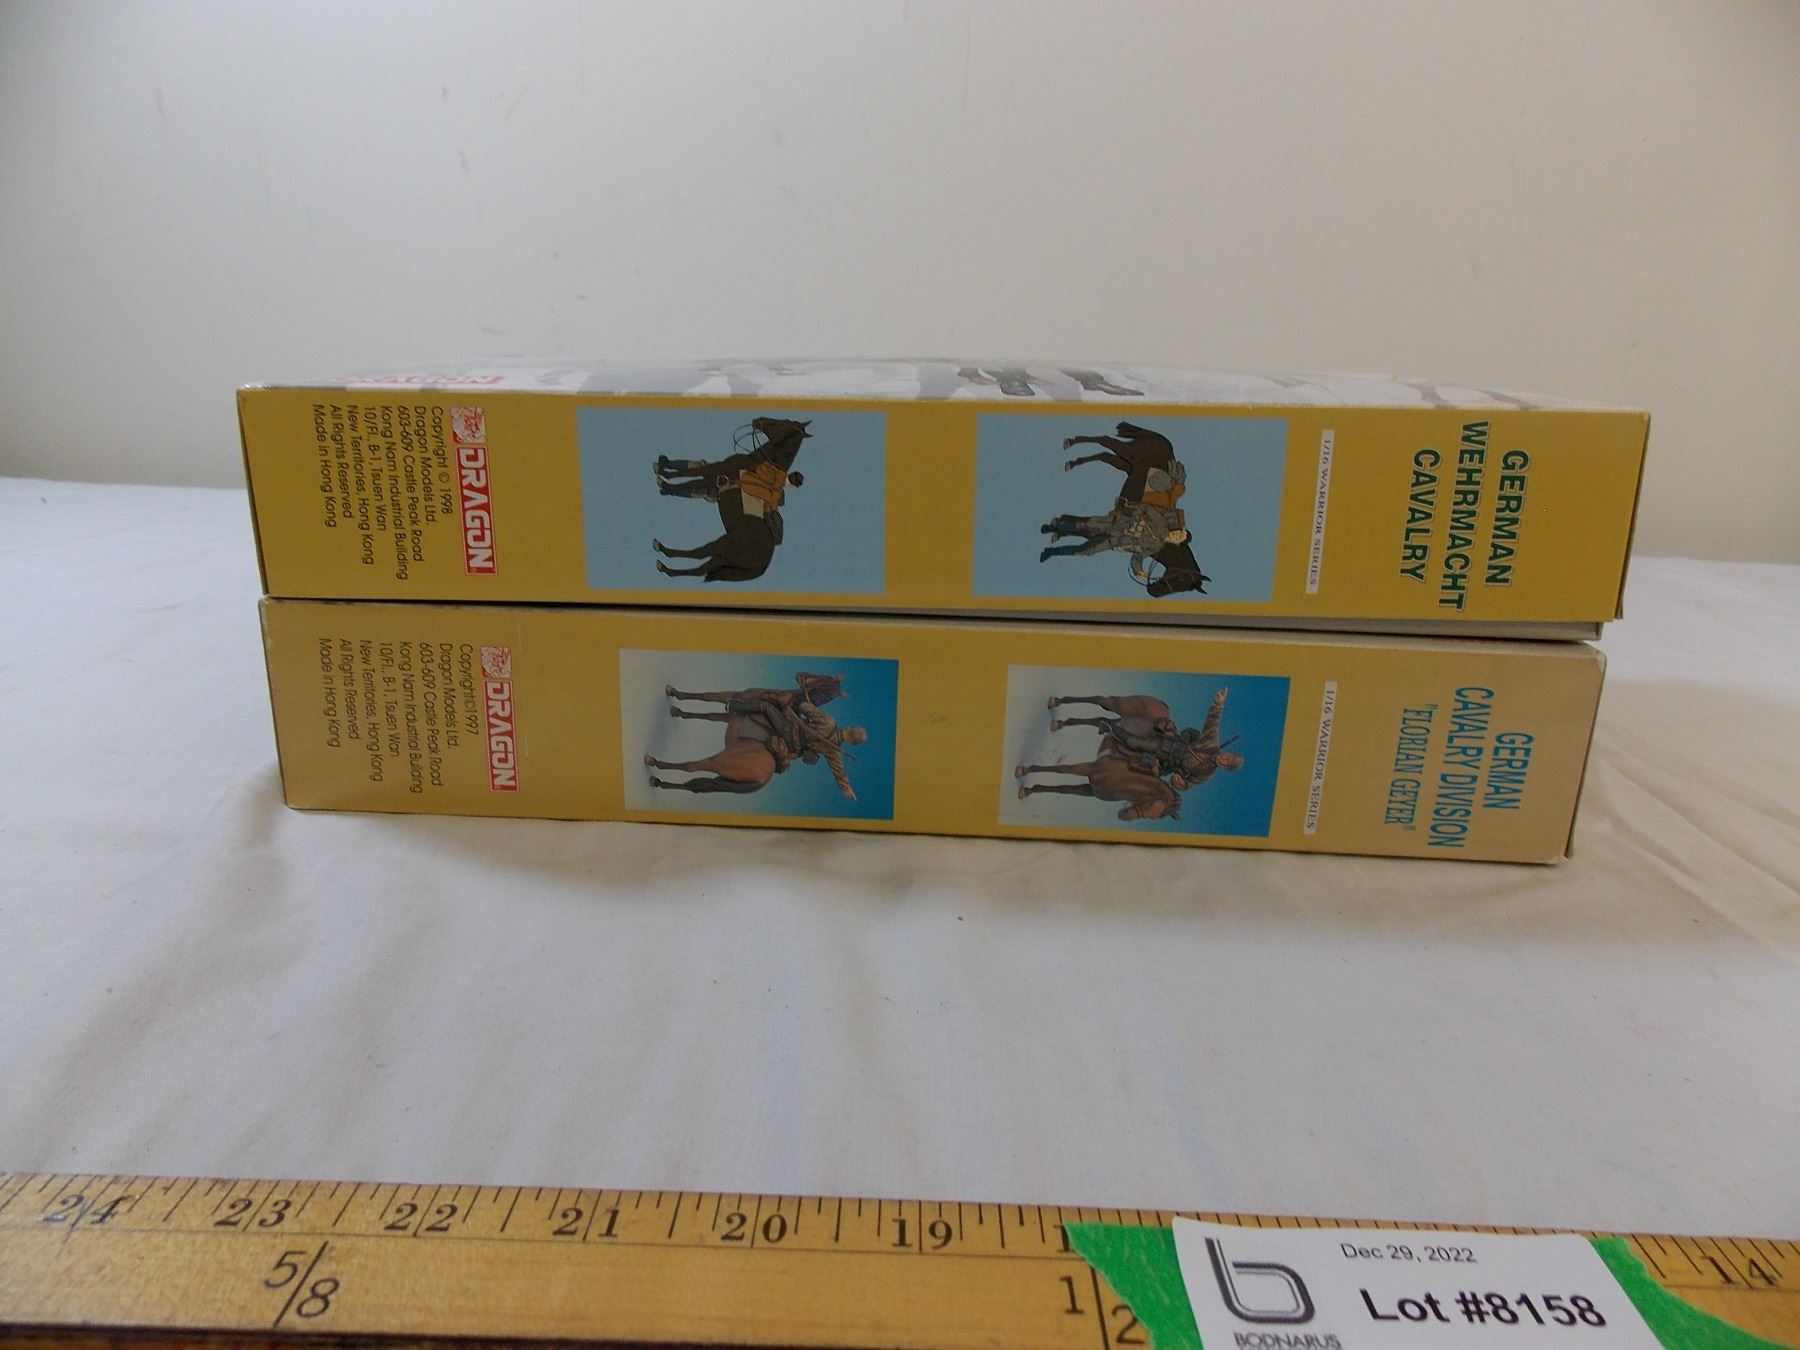 DRAGON
Copyright © 1998
Dragon Models Ltd.
603-609 Castle Peak Road
Kong Nam Industrial Building
10/Fl., B-1, Tsuen Wan
New Territories, Hong Kong
All Rights Reserved
Made in Hong Kong
1/16 WARRIOR SERIES
GERMAN
WEHRMACHT
CAVALRY
DRAGON
Copyright©1997
Dragon Models Ltd.
603-609 Castle Peak Road
Kong Nam Industrial Building
10/Fl., B-1, Tsuen Wan
New Territories, Hong Kong
All Rights Reserved
Made in Hong Kong
1/16 WARRIOR SERIES
GERMAN
CAVALRY DIVISION
"FLORIAN GEYER"
24 23 22 21 20 19 14
5/8
Dec 29, 2022
Lot #8158
BODNARUS